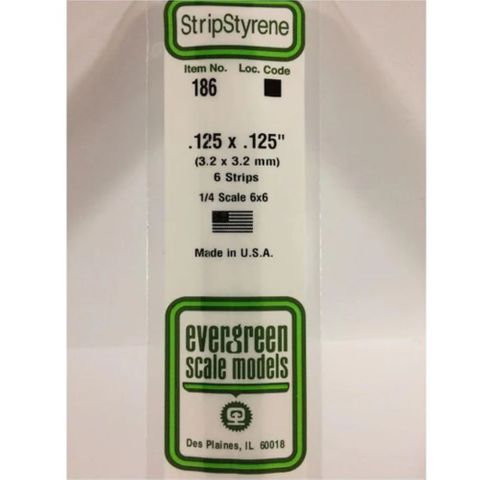 StripStyrene
Item No. Loc. Code
186
.125 x .125"
(3.2 x 3.2 mm)
6 Strips
1/4 Scale 6x6
Made in U.S.A.
evergreen
scale models
Des Plaines, IL 60018